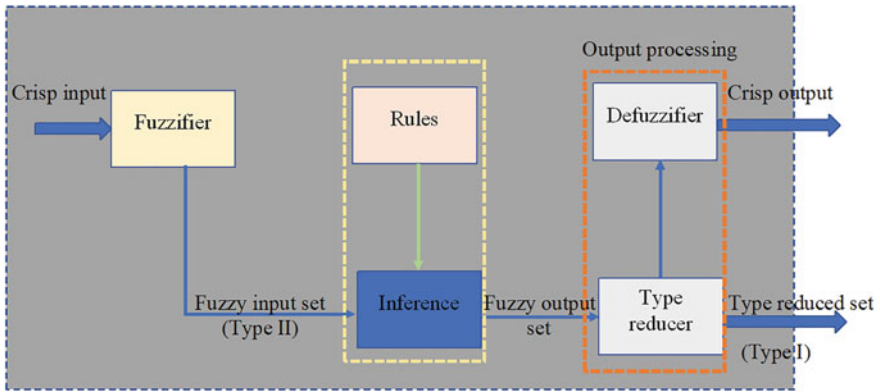 Output processing
Crisp input
Fuzzifier
Rules
Defuzzifier
Crisp output
Fuzzy input set
(Type II)
Inference
Fuzzy output
set
Type
reducer
Type reduced set
(Type I)